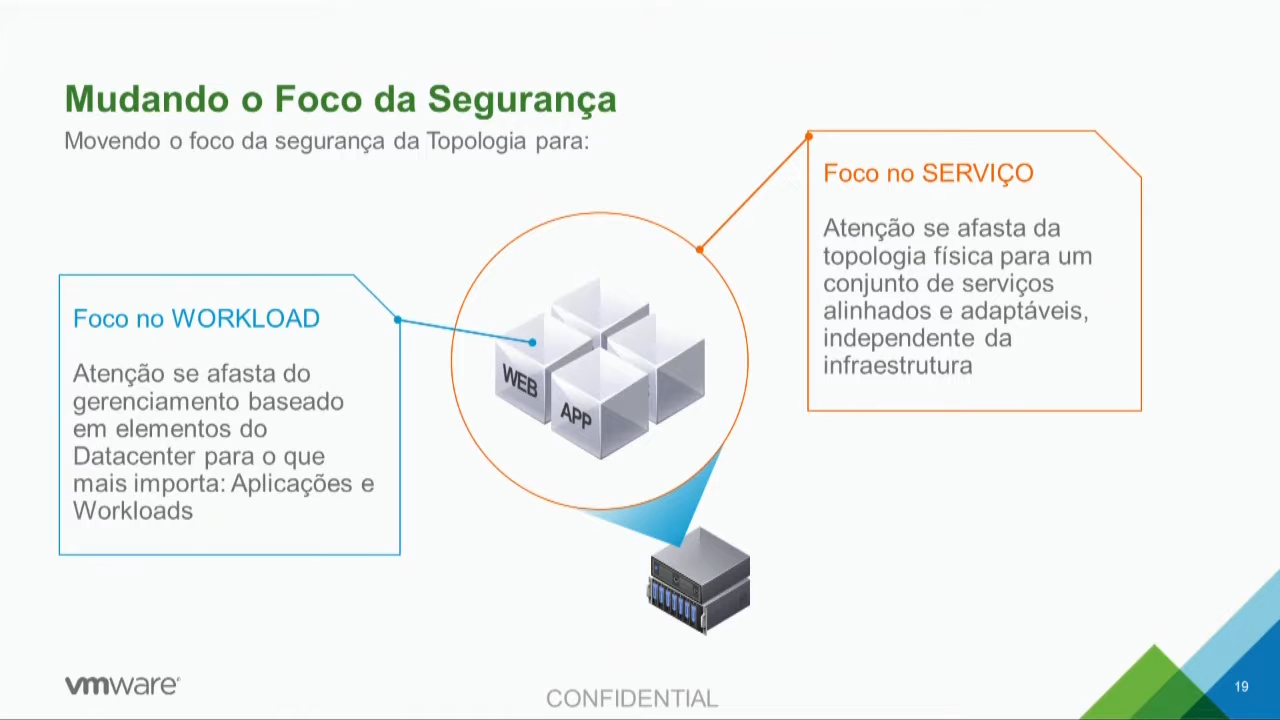 Mudando o Foco da Segurança
Movendo o foco da segurança da Topologia para:
Foco no SERVIÇO
Atenção se afasta da
topologia física para um
conjunto de serviços
alinhados e adaptáveis,
independente da
infraestrutura
Foco no WORKLOAD
Atenção se afasta do
gerenciamento baseado
em elementos do
Datacenter para o que
mais importa: Aplicações e
Workloads
WEB
APP
vmware
CONFIDENTIAL
19